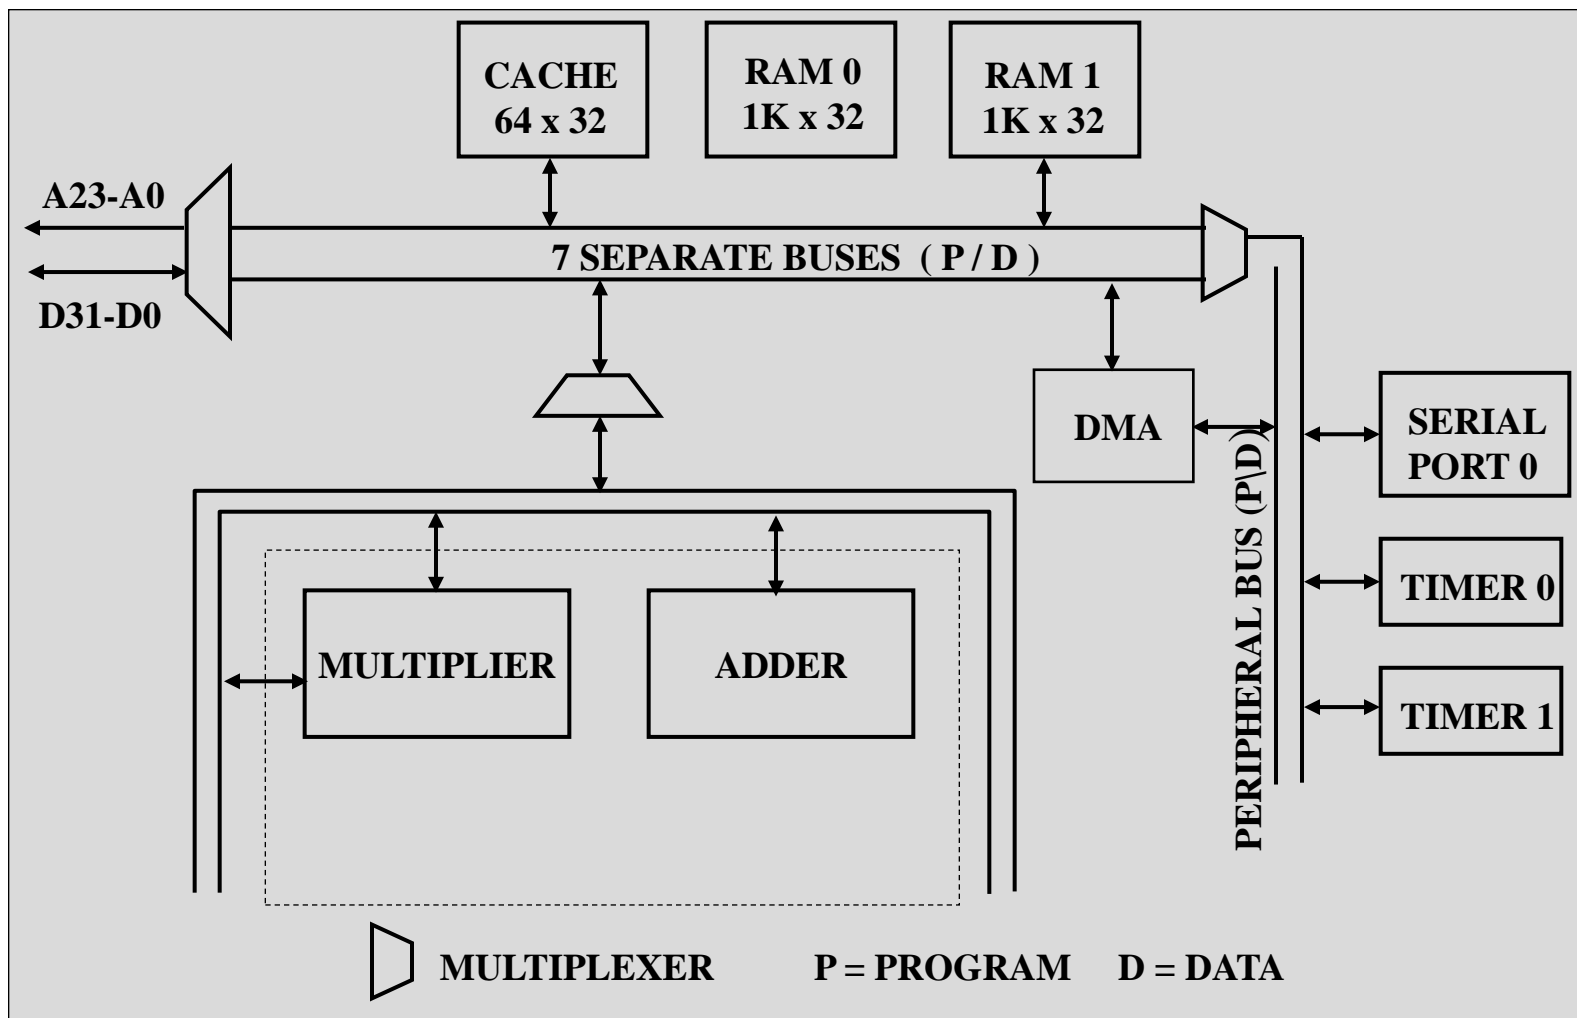 CACHE
64 x 32
RAM 0
1K x 32
RAM 1
1K x 32
A23-A0
7 SEPARATE BUSES ( P / D )
D31-D0
DMA
PERIPHERAL BUS (P\D)
SERIAL
PORT 0
TIMER 0
MULTIPLIER
ADDER
TIMER 1
MULTIPLEXER
P = PROGRAM
D = DATA